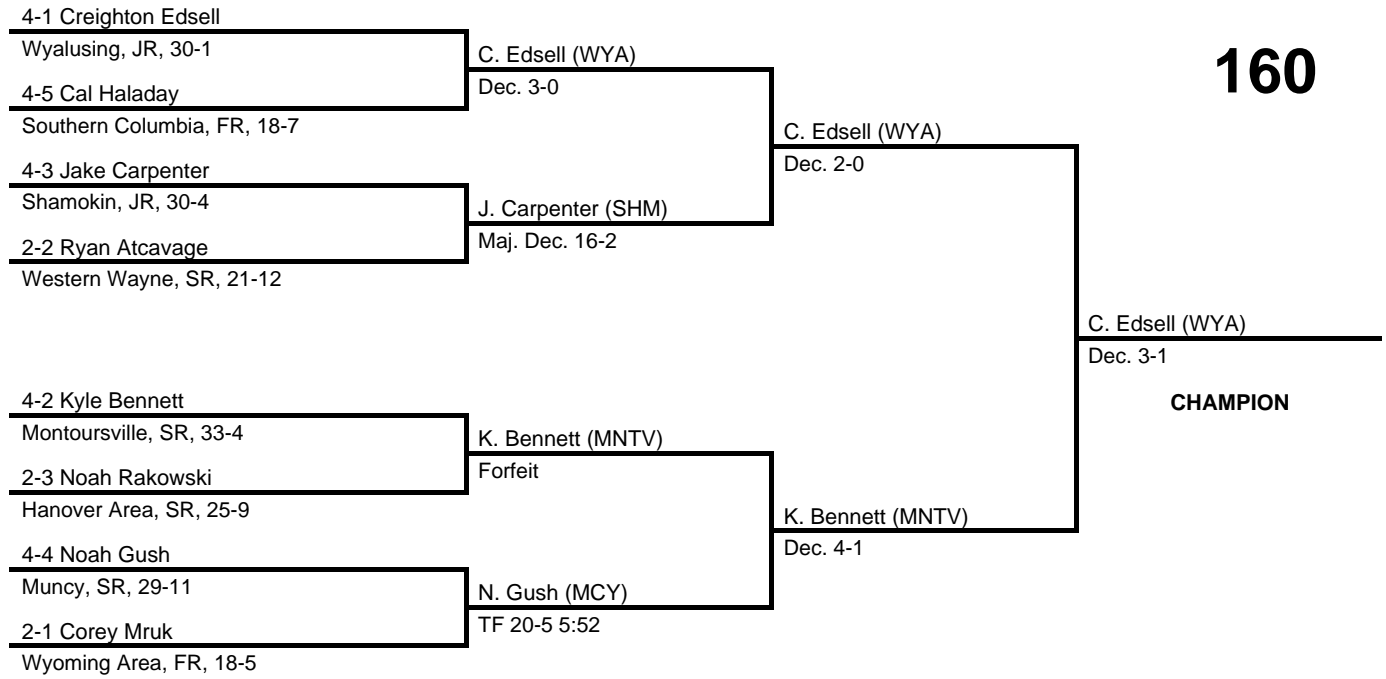 4-1 Creighton Edsell
Wyalusing, JR, 30-1
C. Edsell (WYA)
Dec. 3-0
160
4-5 Cal Haladay
Southern Columbia, FR, 18-7
C. Edsell (WYA)
Dec. 2-0
4-3 Jake Carpenter
Shamokin, JR, 30-4
J. Carpenter (SHM)
Maj. Dec. 16-2
2-2 Ryan Atcavage
Western Wayne, SR, 21-12
C. Edsell (WYA)
Dec. 3-1
CHAMPION
4-2 Kyle Bennett
Montoursville, SR, 33-4
K. Bennett (MNTV)
Forfeit
2-3 Noah Rakowski
Hanover Area, SR, 25-9
K. Bennett (MNTV)
Dec. 4-1
4-4 Noah Gush
Muncy, SR, 29-11
N. Gush (MCY)
TF 20-5 5:52
2-1 Corey Mruk
Wyoming Area, FR, 18-5